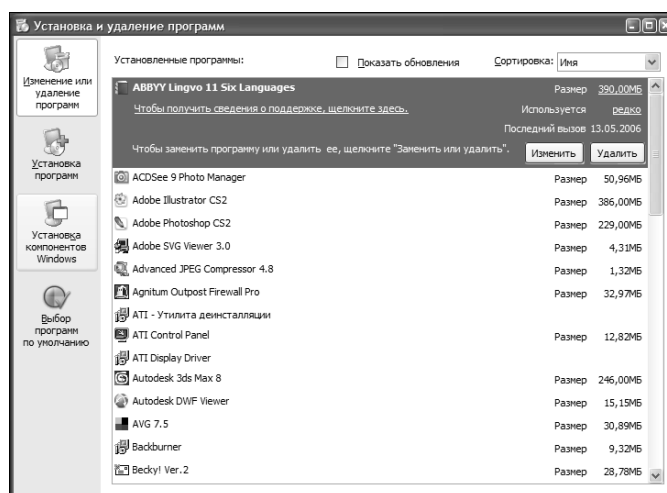 Установка и удаление программ
Изменение или
удаление
программ
Установка
программ
Установка
компонентов
Windows
Выбор
программ
по умолчанию
Установленные программы:
Показать обновления
Сортировка: Имя
ABBYY Lingvo 11 Six Languages Размер 390,00МБ
Чтобы получить сведения о поддержке, щелкните здесь. Используется редко
Последний вызов 13.05.2006
Чтобы заменить программу или удалить ее, щелкните "Заменить или удалить". Изменить Удалить
ACDSee 9 Photo Manager Размер 50,96МБ
Adobe Illustrator CS2 Размер 386,00МБ
Adobe Photoshop CS2 Размер 229,00МБ
Adobe SVG Viewer 3.0 Размер 4,31МБ
Advanced JPEG Compressor 4.8 Размер 1,32МБ
Agnitum Outpost Firewall Pro Размер 32,97МБ
ATI - Утилита деинсталляции
ATI Control Panel Размер 12,82МБ
ATI Display Driver
Autodesk 3ds Max 8 Размер 246,00МБ
Autodesk DWF Viewer Размер 15,15МБ
AVG 7.5 Размер 30,89МБ
Backburner Размер 9,32МБ
Becky! Ver.2 Размер 28,78МБ